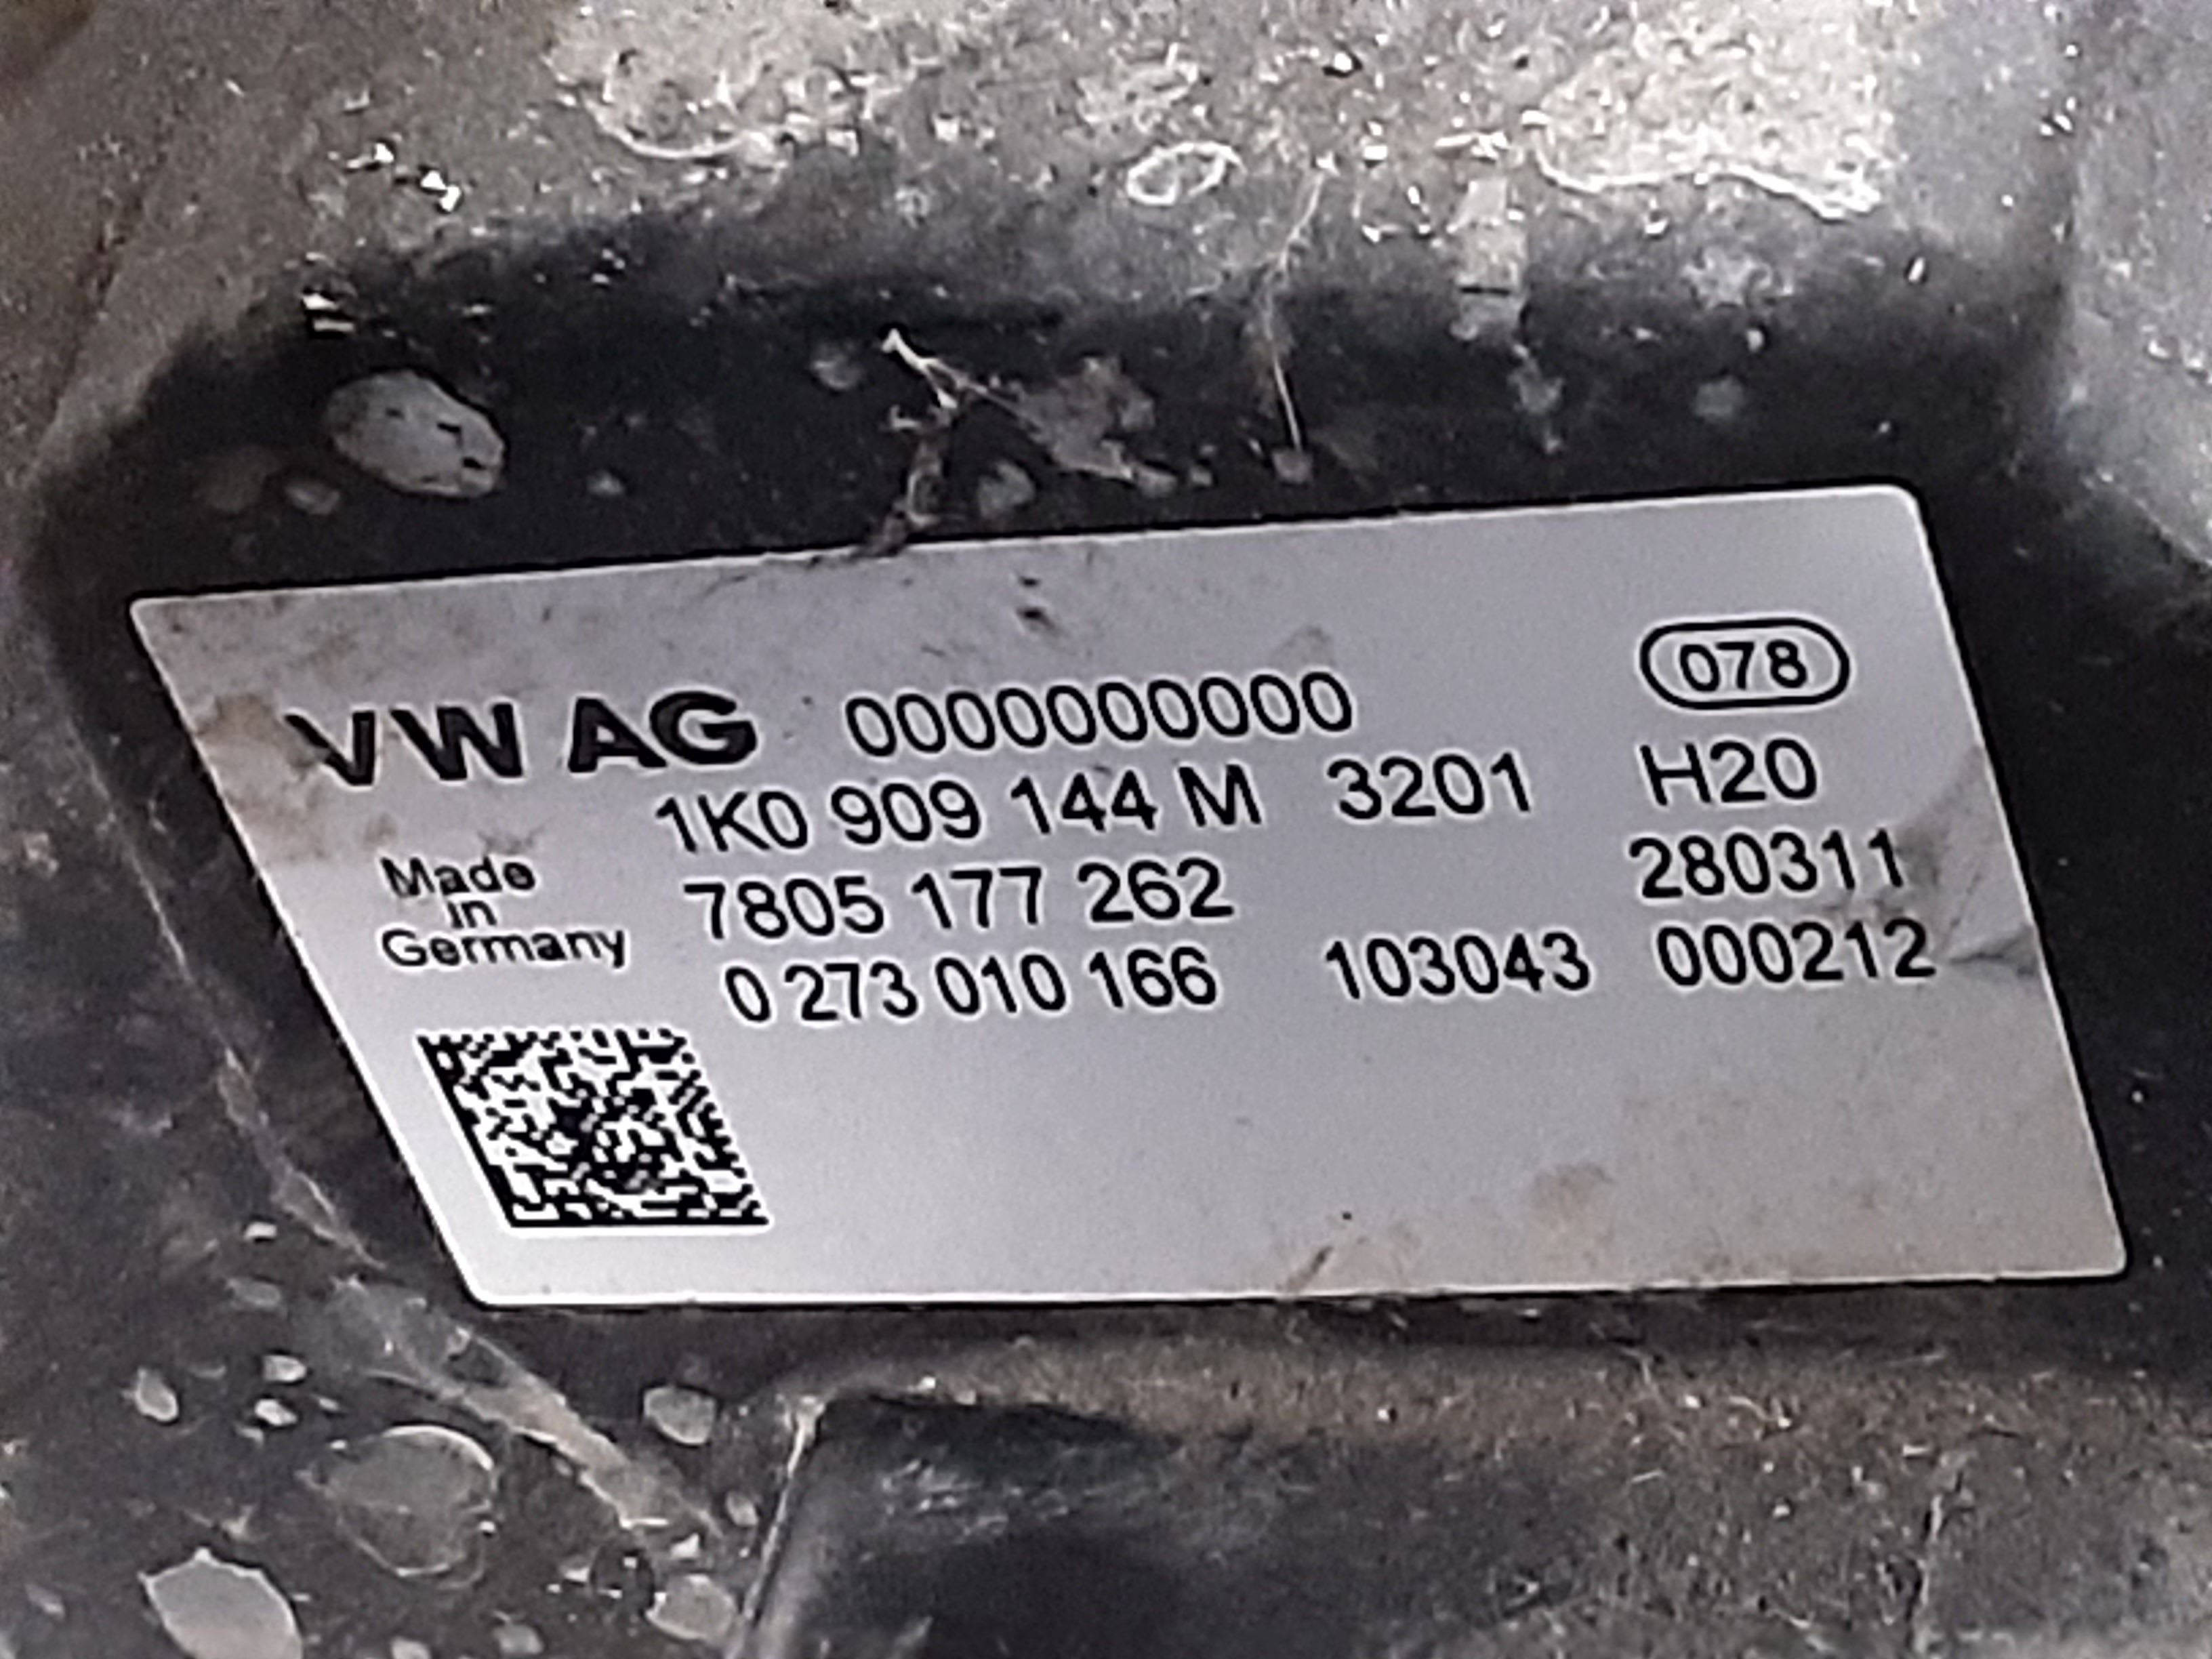 078
VW AG 0000000000
1K0 909 144 M 3201 H20
Made in Germany
7805 177 262 280311
0 273 010 166 103043 000212